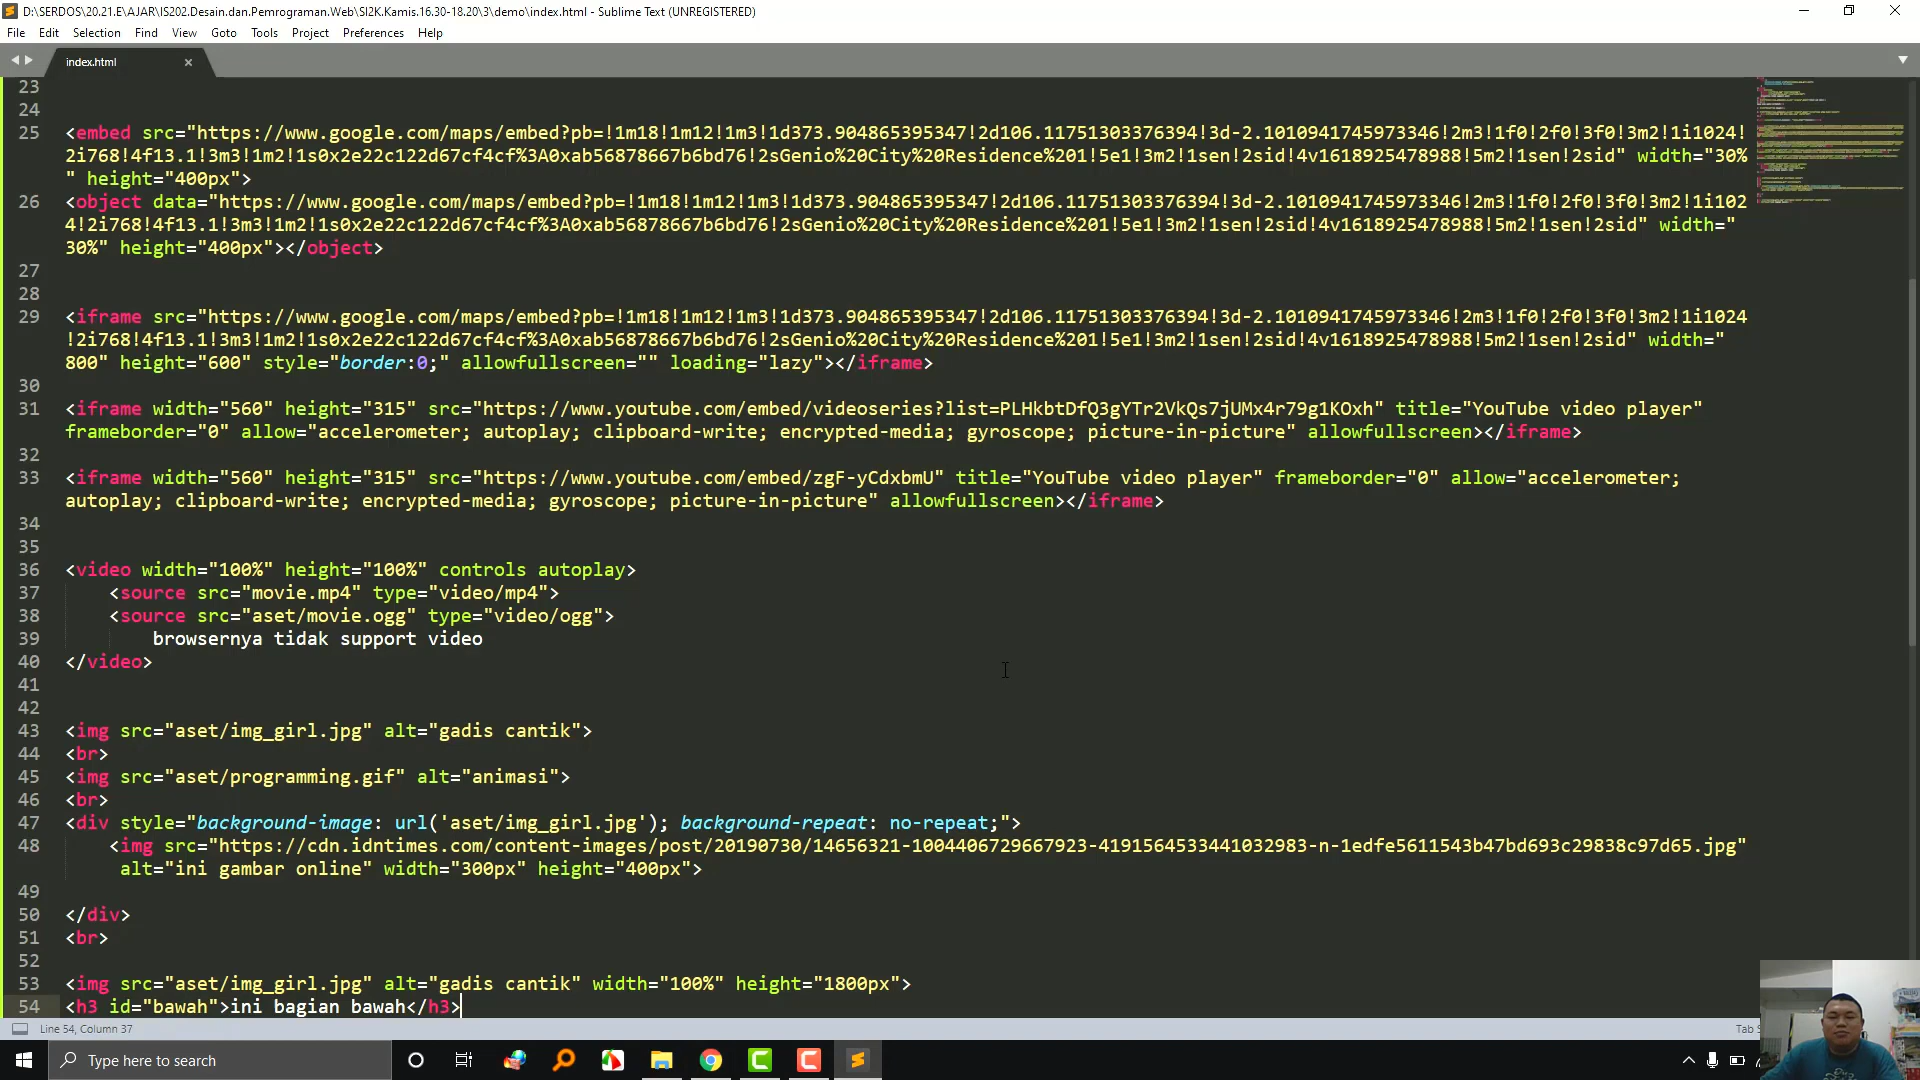 D:\SERDOS\20.21.E\AJAR\IS202.Desain.dan.Pemrograman.Web\SI2K.Kamis.16.30-18.20\3\demo\index.html - Sublime Text (UNREGISTERED)
File Edit Selection Find View Goto Tools Project Preferences Help
index.html
23
24
25 <embed src="https://www.google.com/maps/embed?pb=!1m18!1m12!1m3!1d373.904865395347!2d106.11751303376394!3d-2.1010941745973346!2m3!1f0!2f0!3f0!3m2!1i1024!
2i768!4f13.1!3m3!1m2!1s0x2e22c122d67cf4cf%3A0xab56878667b6bd76!2sGenio%20City%20Residence%201!5e1!3m2!1sen!2sid!4v1618925478988!5m2!1sen!2sid" width="30%
" height="400px">
26 <object data="https://www.google.com/maps/embed?pb=!1m18!1m12!1m3!1d373.904865395347!2d106.11751303376394!3d-2.1010941745973346!2m3!1f0!2f0!3f0!3m2!1i102
4!2i768!4f13.1!3m3!1m2!1s0x2e22c122d67cf4cf%3A0xab56878667b6bd76!2sGenio%20City%20Residence%201!5e1!3m2!1sen!2sid!4v1618925478988!5m2!1sen!2sid" width="
30%" height="400px"></object>
27
28
29 <iframe src="https://www.google.com/maps/embed?pb=!1m18!1m12!1m3!1d373.904865395347!2d106.11751303376394!3d-2.1010941745973346!2m3!1f0!2f0!3f0!3m2!1i1024
!2i768!4f13.1!3m3!1m2!1s0x2e22c122d67cf4cf%3A0xab56878667b6bd76!2sGenio%20City%20Residence%201!5e1!3m2!1sen!2sid!4v1618925478988!5m2!1sen!2sid" width="
800" height="600" style="border:0;" allowfullscreen="" loading="lazy"></iframe>
30
31 <iframe width="560" height="315" src="https://www.youtube.com/embed/videoseries?list=PLHkbtDfQ3gYTr2VkQs7jUMx4r79g1KOxh" title="YouTube video player"
frameborder="0" allow="accelerometer; autoplay; clipboard-write; encrypted-media; gyroscope; picture-in-picture" allowfullscreen></iframe>
32
33 <iframe width="560" height="315" src="https://www.youtube.com/embed/zgF-yCdxbmU" title="YouTube video player" frameborder="0" allow="accelerometer;
autoplay; clipboard-write; encrypted-media; gyroscope; picture-in-picture" allowfullscreen></iframe>
34
35
36 <video width="100%" height="100%" controls autoplay>
37 <source src="movie.mp4" type="video/mp4">
38 <source src="aset/movie.ogg" type="video/ogg">
39 browsernya tidak support video
40 </video>
41
42
43 <img src="aset/img_girl.jpg" alt="gadis cantik">
44 <br>
45 <img src="aset/programming.gif" alt="animasi">
46 <br>
47 <div style="background-image: url('aset/img_girl.jpg'); background-repeat: no-repeat;">
48 <img src="https://cdn.idntimes.com/content-images/post/20190730/14656321-1004406729667923-4191564533441032983-n-1edfe5611543b47bd693c29838c97d65.jpg"
alt="ini gambar online" width="300px" height="400px">
49
50 </div>
51 <br>
52
53 <img src="aset/img_girl.jpg" alt="gadis cantik" width="100%" height="1800px">
54 <h3 id="bawah">ini bagian bawah</h3>
Line 54, Column 37
Tab
Type here to search